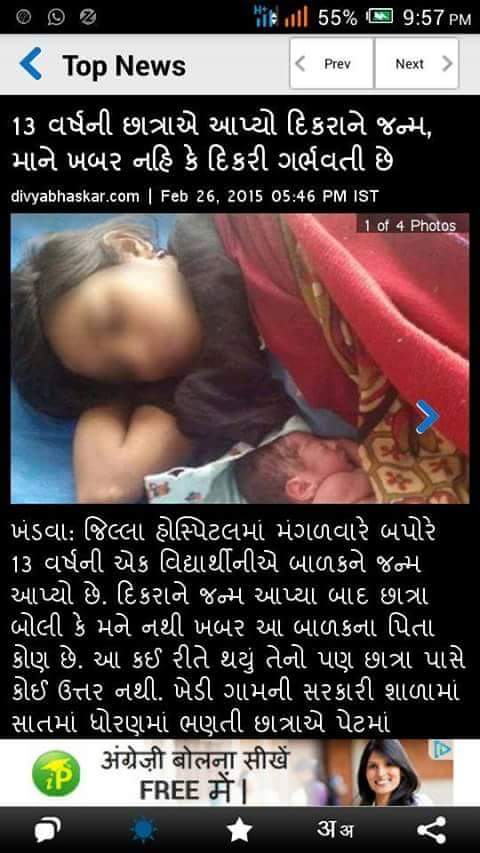 H+ 55% 9:57 PM
Top News Prev Next
13 વર્ષની છાત્રાએ આપ્યો દિકરાને જન્મ,
માને ખબર નહિ કે દિકરી ગર્ભવતી છે
divyabhaskar.com | Feb 26, 2015 05:46 PM IST
1 of 4 Photos
ખંડવા: જિલ્લા હોસ્પિટલમાં મંગળવારે બપોરે
13 વર્ષની એક વિદ્યાર્થીનીએ બાળકને જન્મ
આપ્યો છે. દિકરાને જન્મ આપ્યા બાદ છાત્રા
બોલી કે મને નથી ખબર આ બાળકના પિતા
કોણ છે. આ કઈ રીતે થયું તેનો પણ છાત્રા પાસે
કોઈ ઉત્તર નથી. ખેડી ગામની સરકારી શાળામાં
સાતમાં ધોરણમાં ભણતી છાત્રાએ પેટમાં
iP अंग्रेज़ी बोलना सीखें
FREE में |
अ अ